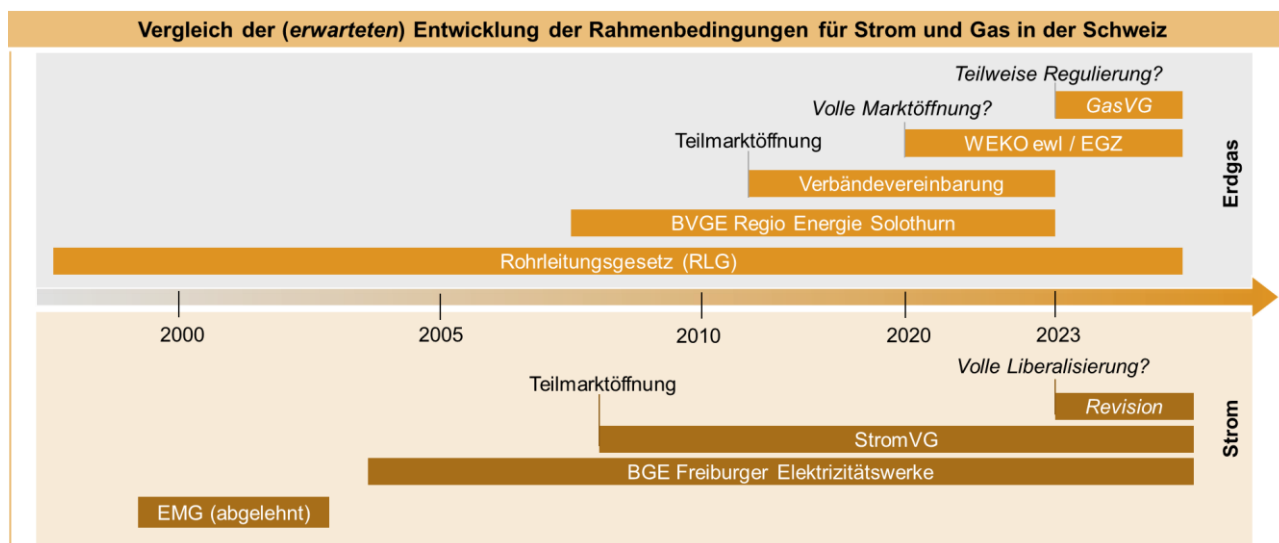 Vergleich der (erwarteten) Entwicklung der Rahmenbedingungen für Strom und Gas in der Schweiz
Teilweise Regulierung?
GasVG
Volle Marktöffnung?
WEKO ewl / EGZ
Teilmarktöffnung
Verbändevereinbarung
BVGE Regio Energie Solothurn
Rohrleitungsgesetz (RLG)
Erdgas
2000 2005 2010 2020 2023
Volle Liberalisierung?
Teilmarktöffnung
Revision
StromVG
BGE Freiburger Elektrizitätswerke
EMG (abgelehnt)
Strom